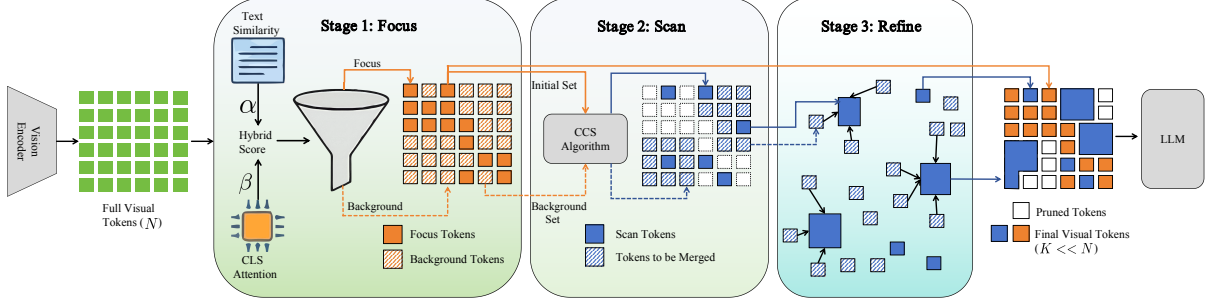 Vision
Encoder
Full Visual
Tokens (N)
Stage 1: Focus
Text
Similarity
α
Hybrid
Score
β
CLS
Attention
Focus
Background
Focus Tokens
Background Tokens
Stage 2: Scan
Initial Set
CCS
Algorithm
Background
Set
Scan Tokens
Tokens to be Merged
Stage 3: Refine
Pruned Tokens
Final Visual Tokens
(K << N)
LLM